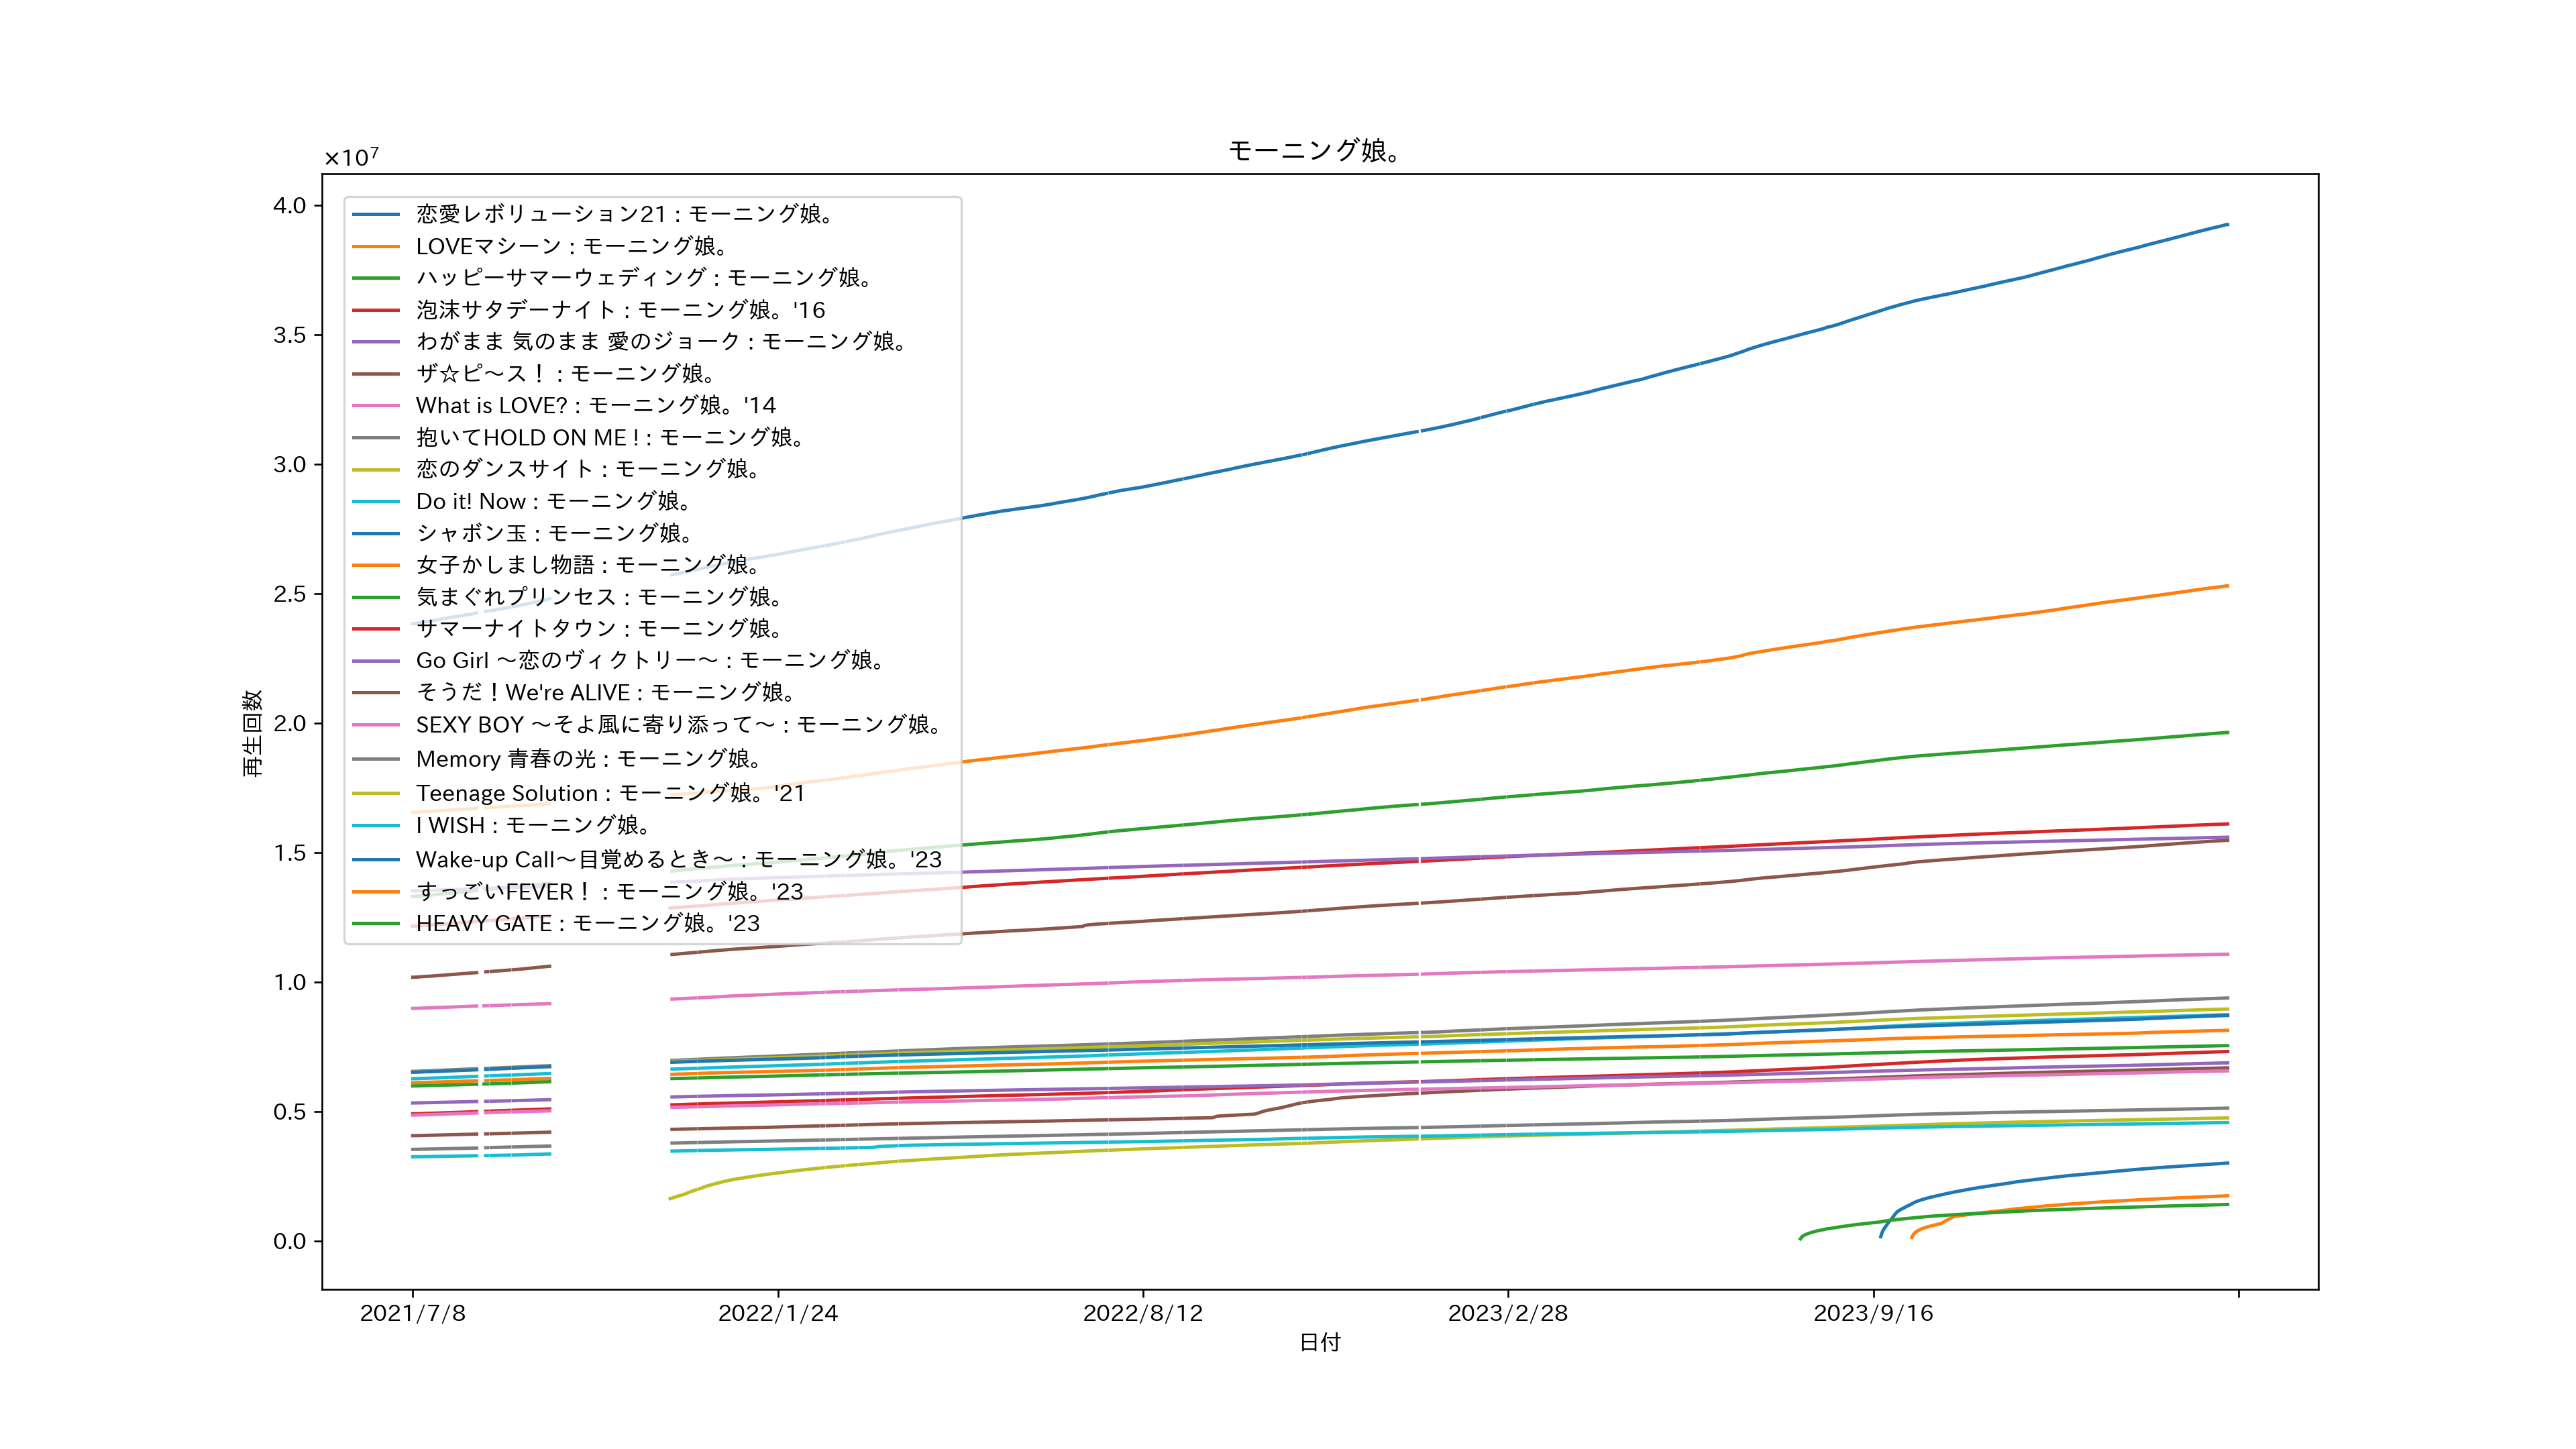 モーニング娘。
×10⁷
4.0
3.5
3.0
2.5
2.0
1.5
1.0
0.5
0.0
再生回数
恋愛レボリューション21 : モーニング娘。
LOVEマシーン : モーニング娘。
ハッピーサマーウェディング : モーニング娘。
泡沫サタデーナイト : モーニング娘。'16
わがまま 気のまま 愛のジョーク : モーニング娘。
ザ☆ピ〜ス！ : モーニング娘。
What is LOVE? : モーニング娘。'14
抱いてHOLD ON ME ! : モーニング娘。
恋のダンスサイト : モーニング娘。
Do it! Now : モーニング娘。
シャボン玉 : モーニング娘。
女子かしまし物語 : モーニング娘。
気まぐれプリンセス : モーニング娘。
サマーナイトタウン : モーニング娘。
Go Girl 〜恋のヴィクトリー〜 : モーニング娘。
そうだ！We're ALIVE : モーニング娘。
SEXY BOY 〜そよ風に寄り添って〜 : モーニング娘。
Memory 青春の光 : モーニング娘。
Teenage Solution : モーニング娘。'21
I WISH : モーニング娘。
Wake-up Call〜目覚めるとき〜 : モーニング娘。'23
すっごいFEVER！ : モーニング娘。'23
HEAVY GATE : モーニング娘。'23
2021/7/8
2022/1/24
2022/8/12
2023/2/28
2023/9/16
日付